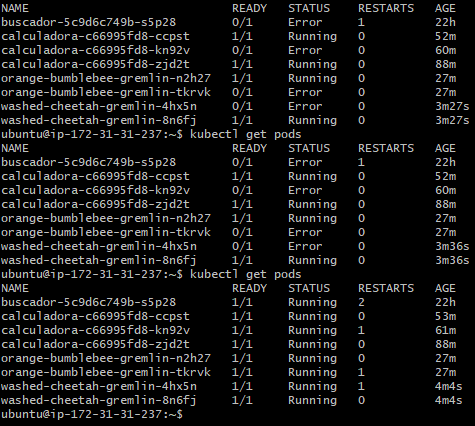 NAME READY STATUS RESTARTS AGE
buscador-5c9d6c749b-s5p28 0/1 Error 1 22h
calculadora-c66995fd8-ccpst 1/1 Running 0 52m
calculadora-c66995fd8-kn92v 0/1 Error 0 60m
calculadora-c66995fd8-zjd2t 1/1 Running 0 88m
orange-bumblebee-gremlin-n2h27 1/1 Running 0 27m
orange-bumblebee-gremlin-tkrvk 0/1 Error 0 27m
washed-cheetah-gremlin-4hx5n 0/1 Error 0 3m27s
washed-cheetah-gremlin-8n6fj 1/1 Running 0 3m27s
ubuntu@ip-172-31-31-237:~$ kubectl get pods
NAME READY STATUS RESTARTS AGE
buscador-5c9d6c749b-s5p28 0/1 Error 1 22h
calculadora-c66995fd8-ccpst 1/1 Running 0 52m
calculadora-c66995fd8-kn92v 0/1 Error 0 60m
calculadora-c66995fd8-zjd2t 1/1 Running 0 88m
orange-bumblebee-gremlin-n2h27 1/1 Running 0 27m
orange-bumblebee-gremlin-tkrvk 0/1 Error 0 27m
washed-cheetah-gremlin-4hx5n 0/1 Error 0 3m36s
washed-cheetah-gremlin-8n6fj 1/1 Running 0 3m36s
ubuntu@ip-172-31-31-237:~$ kubectl get pods
NAME READY STATUS RESTARTS AGE
buscador-5c9d6c749b-s5p28 1/1 Running 2 22h
calculadora-c66995fd8-ccpst 1/1 Running 0 53m
calculadora-c66995fd8-kn92v 1/1 Running 1 61m
calculadora-c66995fd8-zjd2t 1/1 Running 0 88m
orange-bumblebee-gremlin-n2h27 1/1 Running 0 27m
orange-bumblebee-gremlin-tkrvk 1/1 Running 1 27m
washed-cheetah-gremlin-4hx5n 1/1 Running 1 4m4s
washed-cheetah-gremlin-8n6fj 1/1 Running 0 4m4s
ubuntu@ip-172-31-31-237:~$